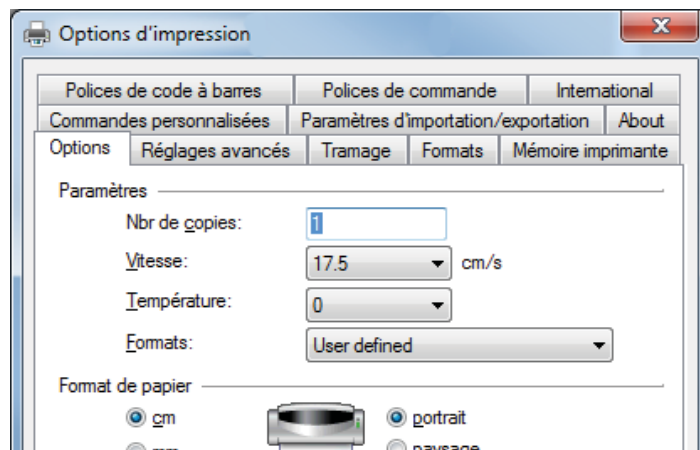 Options d'impression
Polices de code à barres Polices de commande International
Commandes personnalisées Paramètres d'importation/exportation About
Options Réglages avancés Tramage Formats Mémoire imprimante
Paramètres
Nbr de copies: 1
Vitesse: 17.5 cm/s
Température: 0
Formats: User defined
Format de papier
cm portrait
paysage